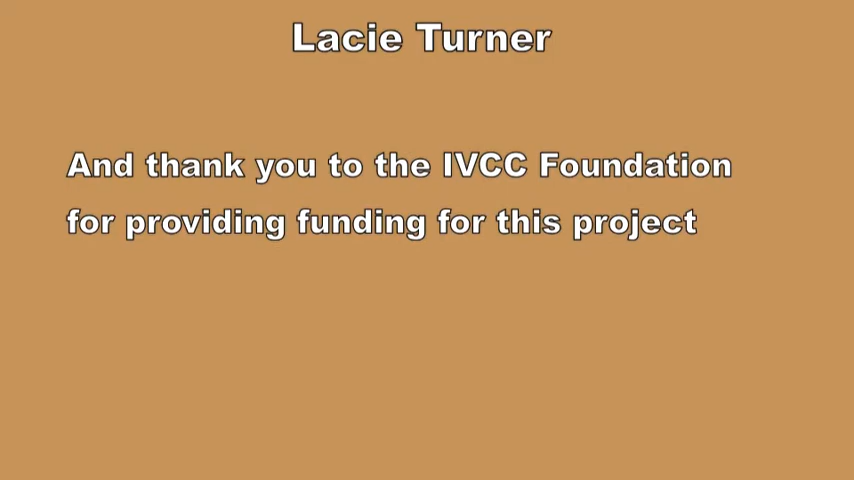 Lacie Turner
And thank you to the IVCC Foundation
for providing funding for this project